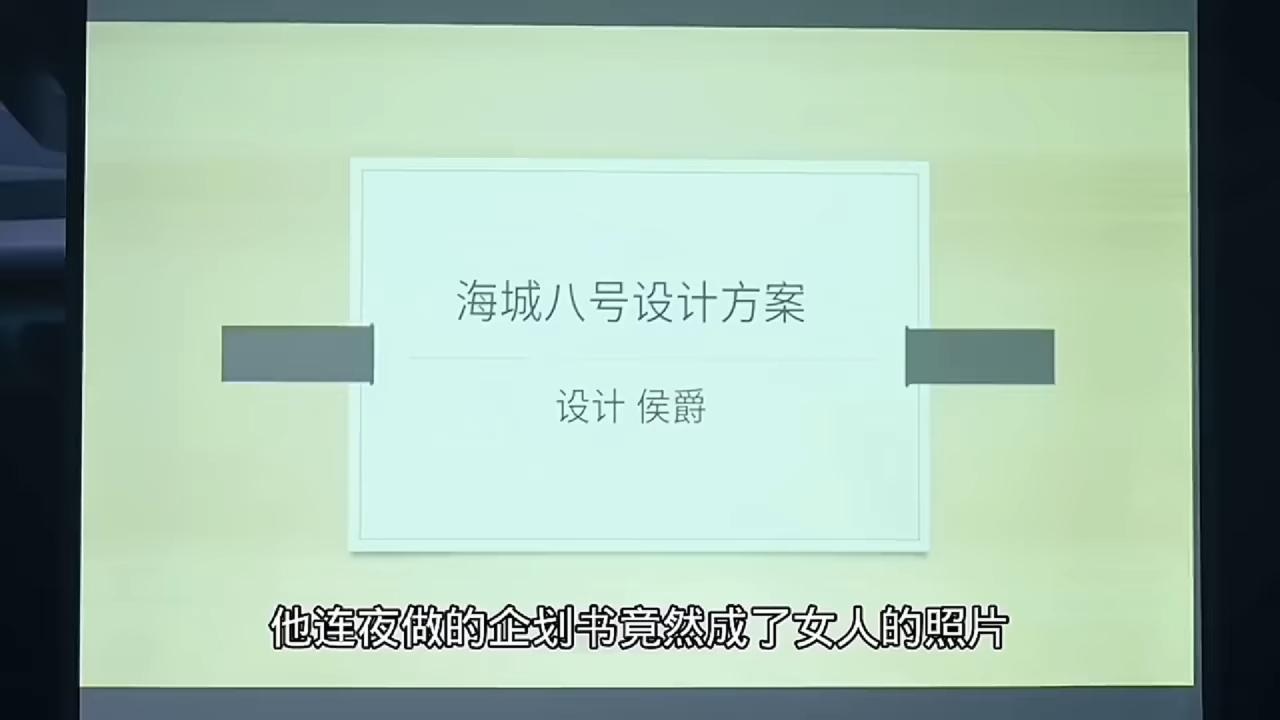 海城八号设计方案
设计 侯爵
他连夜做的企划书竟然成了女人的照片